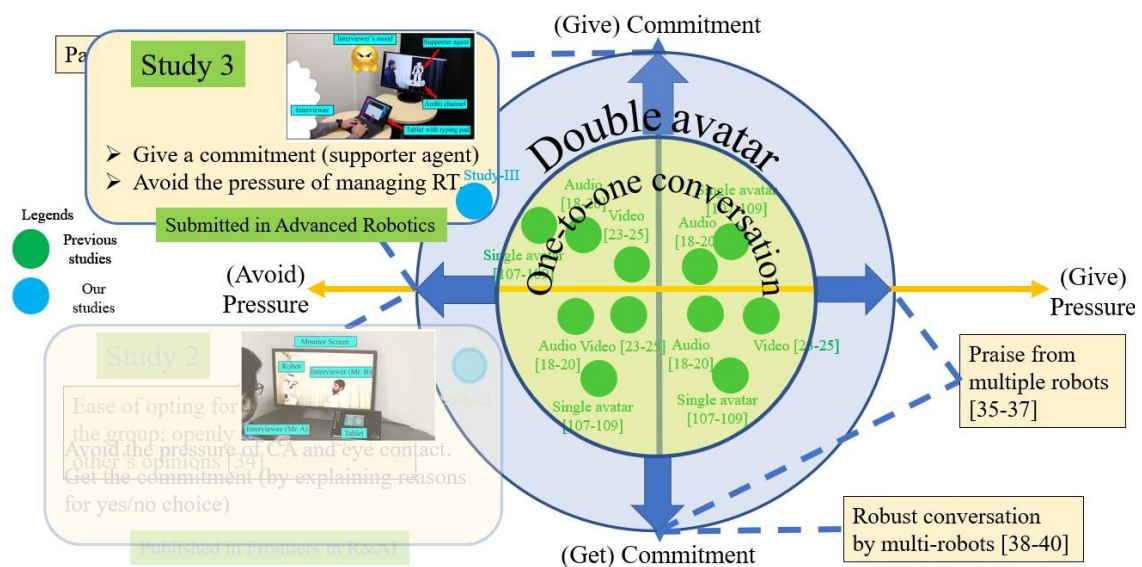 (Give) Commitment
Pa
Study 3
Interviewer's mood
Supporter agent
Audio channel
Interviewer
Tablet with typing pad
➢ Give a commitment (supporter agent)
➢ Avoid the pressure of managing RT.
Study-III
Submitted in Advanced Robotics
Legends
Previous
studies
Our
studies
Double avatar
One-to-one conversation
Audio
[18-20]
Video
[23-25]
Single avatar
[107-109]
Single avatar
[107-109]
Audio
[18-20]
(Avoid)
Pressure
(Give)
Pressure
Audio
[18-20]
Video [23-25]
Single avatar
[107-109]
Audio
[18-20]
Video [23-25]
Single avatar
[107-109]
Study 2
Monitor Screen
Robot
Interviewer (Mr. B)
Interviewee (Mr. A)
Tablet
Study-II
Ease of opting for
the group; openly
other's opinions [34]
Avoid the pressure of CA and eye contact.
Get the commitment (by explaining reasons
for yes/no choice)
Published in Frontiers in R&AI
Praise from
multiple robots
[35-37]
Robust conversation
by multi-robots [38-40]
(Get) Commitment